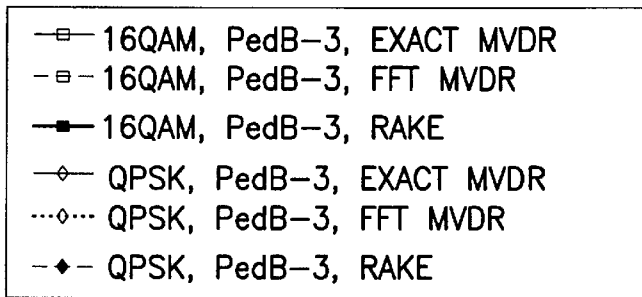 16QAM, PedB-3, EXACT MVDR
16QAM, PedB-3, FFT MVDR
16QAM, PedB-3, RAKE
QPSK, PedB-3, EXACT MVDR
QPSK, PedB-3, FFT MVDR
QPSK, PedB-3, RAKE